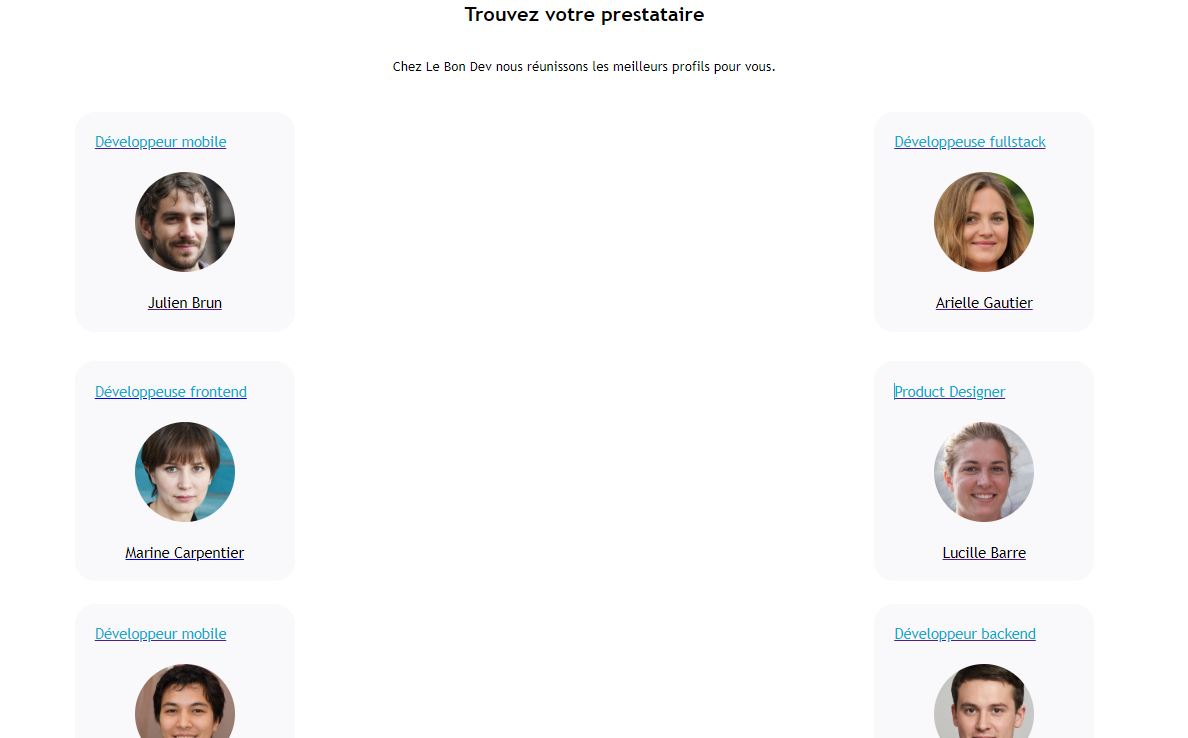 Trouvez votre prestataire
Chez Le Bon Dev nous réunissons les meilleurs profils pour vous.
Développeur mobile
Développeuse fullstack
Julien Brun
Arielle Gautier
Développeuse frontend
Product Designer
Marine Carpentier
Lucille Barre
Développeur mobile
Développeur backend